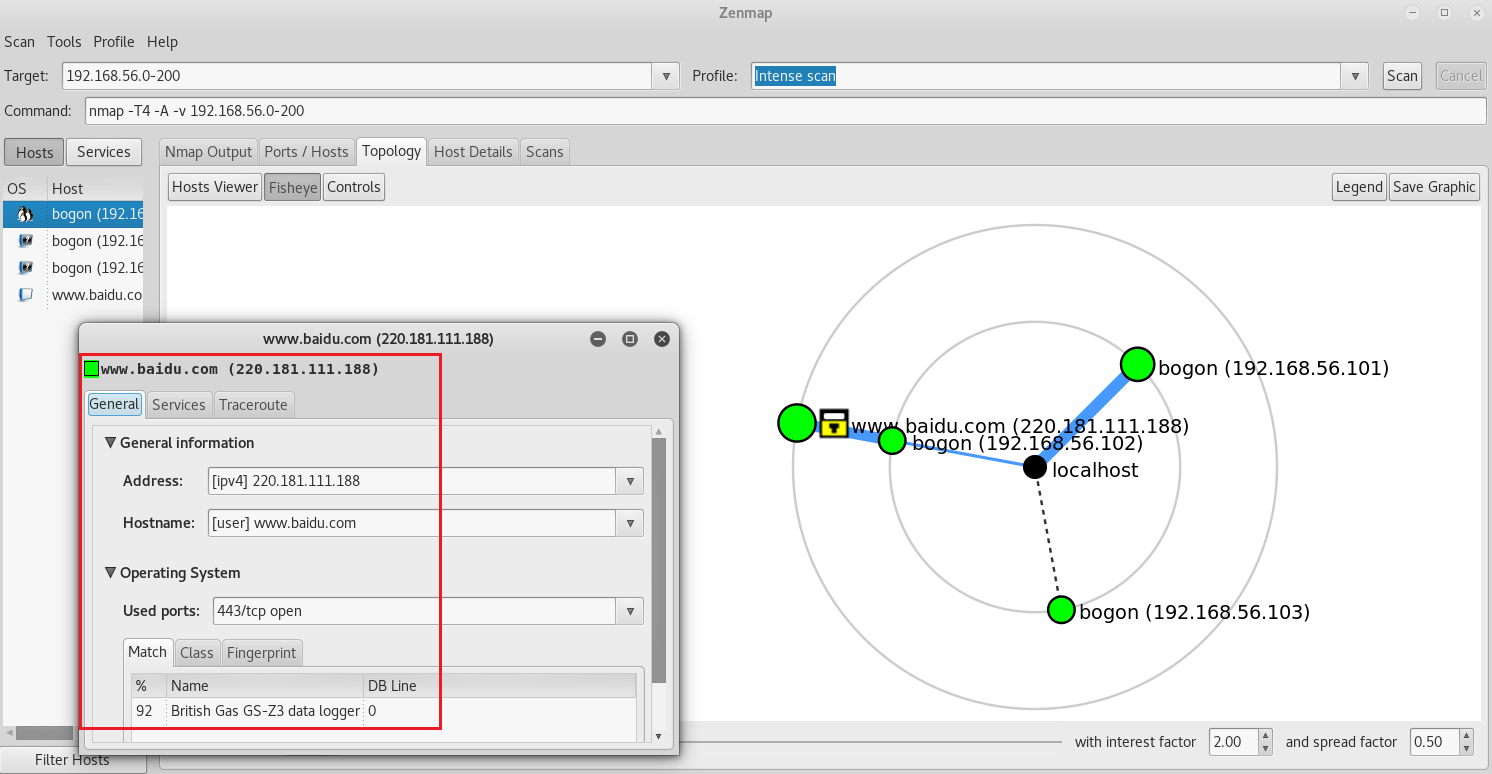 Zenmap
Scan Tools Profile Help
Target: 192.168.56.0-200 Profile: Intense scan Scan Cancel
Command: nmap -T4 -A -v 192.168.56.0-200
Hosts Services Nmap Output Ports / Hosts Topology Host Details Scans
OS Host Hosts Viewer Fisheye Controls Legend Save Graphic
bogon (192.16
bogon (192.16
bogon (192.16
www.baidu.co
www.baidu.com (220.181.111.188)
www.baidu.com (220.181.111.188)
General Services Traceroute
General information
Address: [ipv4] 220.181.111.188
Hostname: [user] www.baidu.com
Operating System
Used ports: 443/tcp open
Match Class Fingerprint
% Name DB Line
92 British Gas GS-Z3 data logger 0
bogon (192.168.56.101)
www.baidu.com (220.181.111.188)
bogon (192.168.56.102)
localhost
bogon (192.168.56.103)
Filter Hosts
with interest factor 2.00 and spread factor 0.50